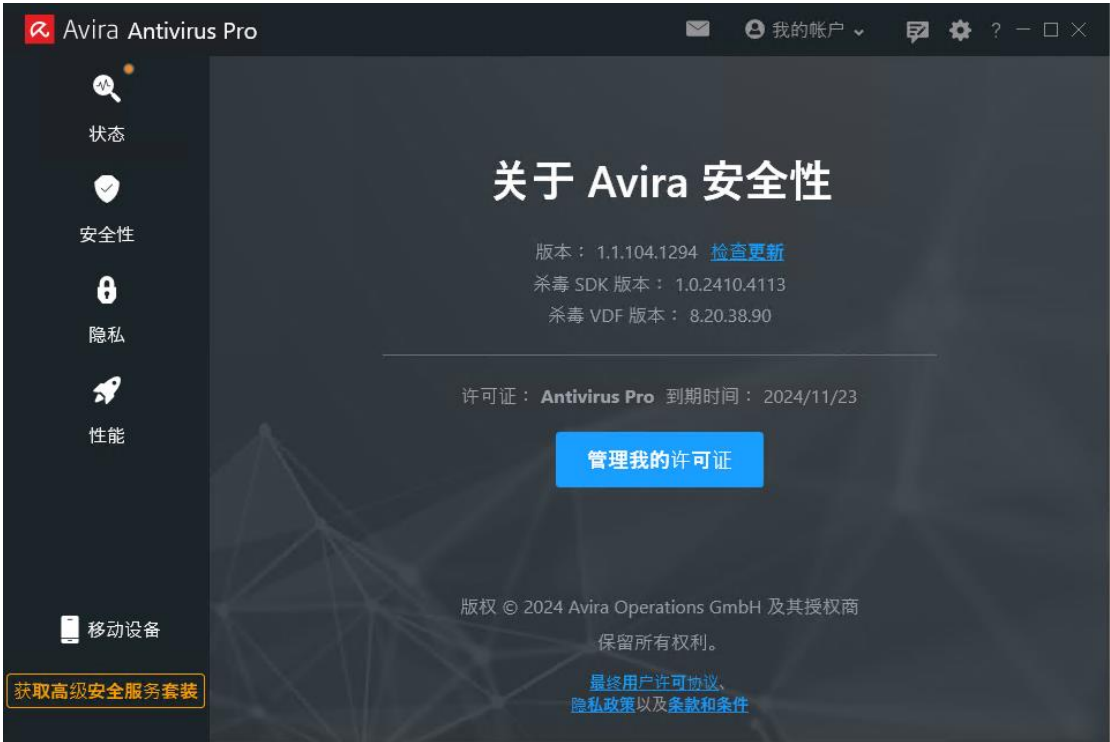 Avira Antivirus Pro
我的帐户
?
状态
安全性
隐私
性能
移动设备
获取高级安全服务套装
关于 Avira 安全性
版本： 1.1.104.1294 检查更新
杀毒 SDK 版本： 1.0.2410.4113
杀毒 VDF 版本： 8.20.38.90
许可证： Antivirus Pro 到期时间： 2024/11/23
管理我的许可证
版权 © 2024 Avira Operations GmbH 及其授权商
保留所有权利。
最终用户许可协议、
隐私政策以及条款和条件